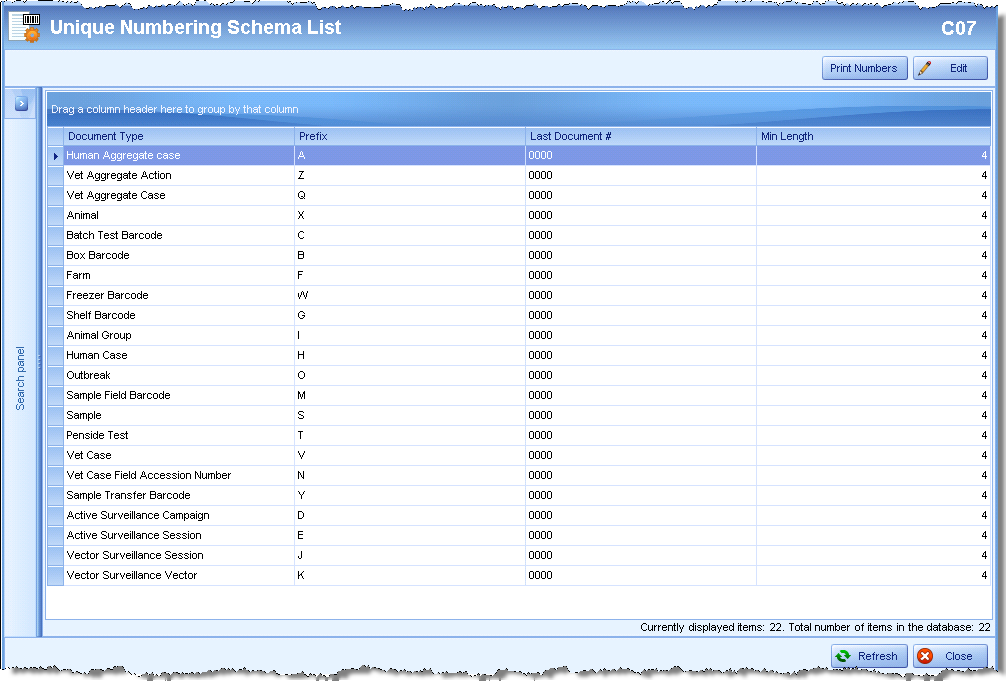 Unique Numbering Schema List C07
Print Numbers Edit
Drag a column header here to group by that column
Document Type Prefix Last Document # Min Length
Human Aggregate case A 0000 4
Vet Aggregate Action Z 0000 4
Vet Aggregate Case Q 0000 4
Animal X 0000 4
Batch Test Barcode C 0000 4
Box Barcode B 0000 4
Farm F 0000 4
Freezer Barcode W 0000 4
Shelf Barcode G 0000 4
Animal Group I 0000 4
Human Case H 0000 4
Outbreak O 0000 4
Sample Field Barcode M 0000 4
Sample S 0000 4
Penside Test T 0000 4
Vet Case V 0000 4
Vet Case Field Accession Number N 0000 4
Sample Transfer Barcode Y 0000 4
Active Surveillance Campaign D 0000 4
Active Surveillance Session E 0000 4
Vector Surveillance Session J 0000 4
Vector Surveillance Vector K 0000 4
Search panel
Currently displayed items: 22. Total number of items in the database: 22
Refresh Close